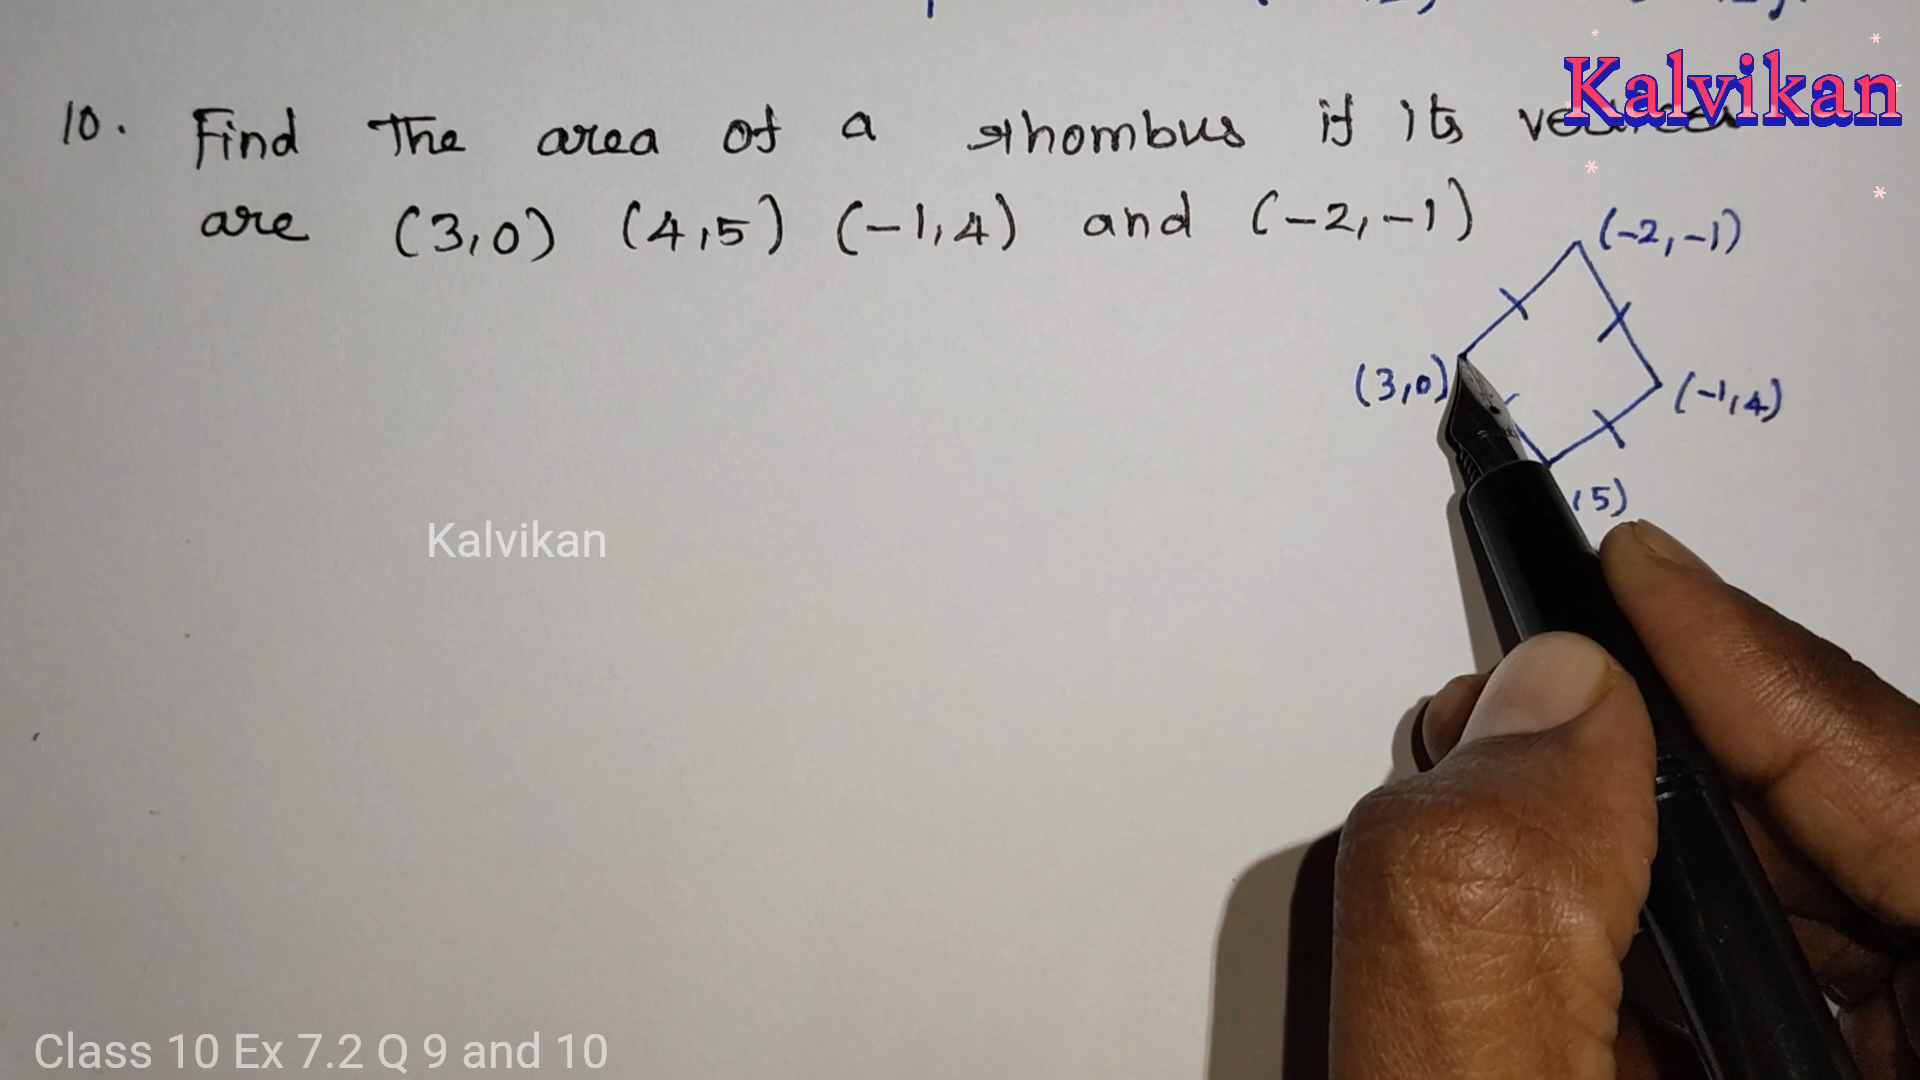 Kalvikan
10. Find The area of a rhombus if its
are (3,0) (4,5) (-1,4) and (-2,-1)
(-2,-1)
(3,0)
(-1,4)
,5)
Kalvikan
Class 10 Ex 7.2 Q 9 and 10